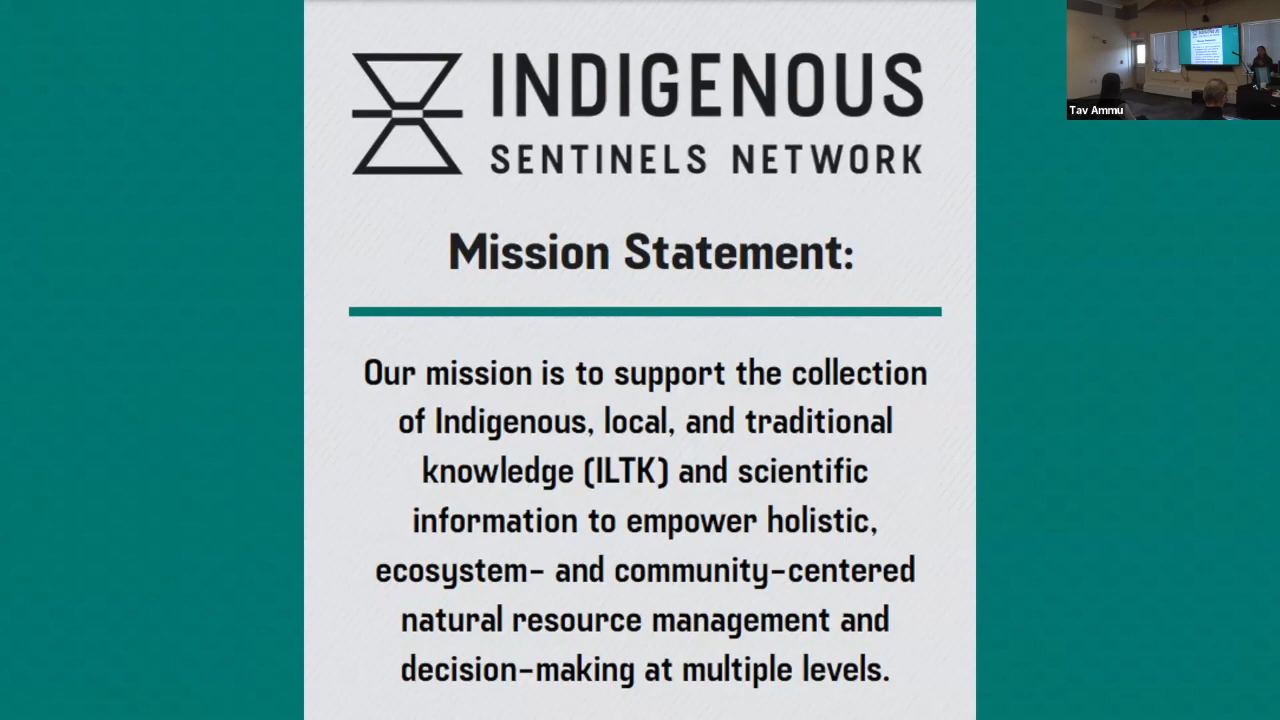 INDIGENOUS
SENTINELS NETWORK
Mission Statement:
Our mission is to support the collection
of Indigenous, local, and traditional
knowledge (ILTK) and scientific
information to empower holistic,
ecosystem- and community-centered
natural resource management and
decision-making at multiple levels.
Tav Ammu